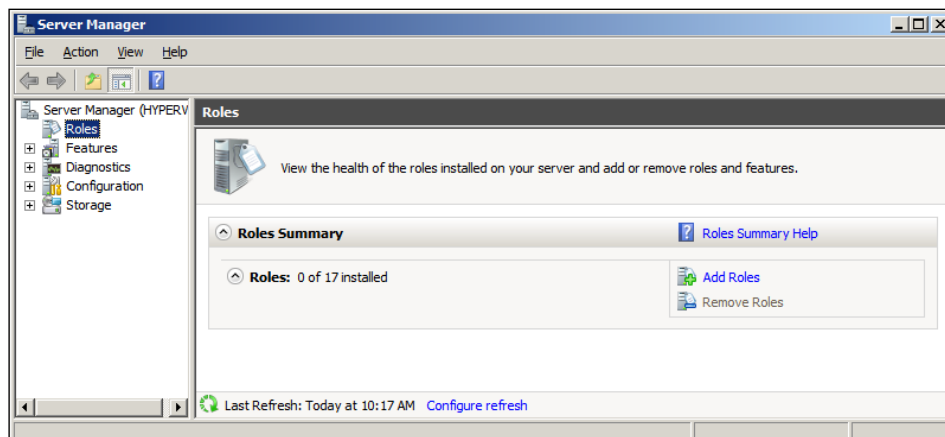 Server Manager
File Action View Help
Server Manager (HYPERV
Roles
Features
Diagnostics
Configuration
Storage
Roles
View the health of the roles installed on your server and add or remove roles and features.
Roles Summary
Roles Summary Help
Roles: 0 of 17 installed
Add Roles
Remove Roles
Last Refresh: Today at 10:17 AM Configure refresh